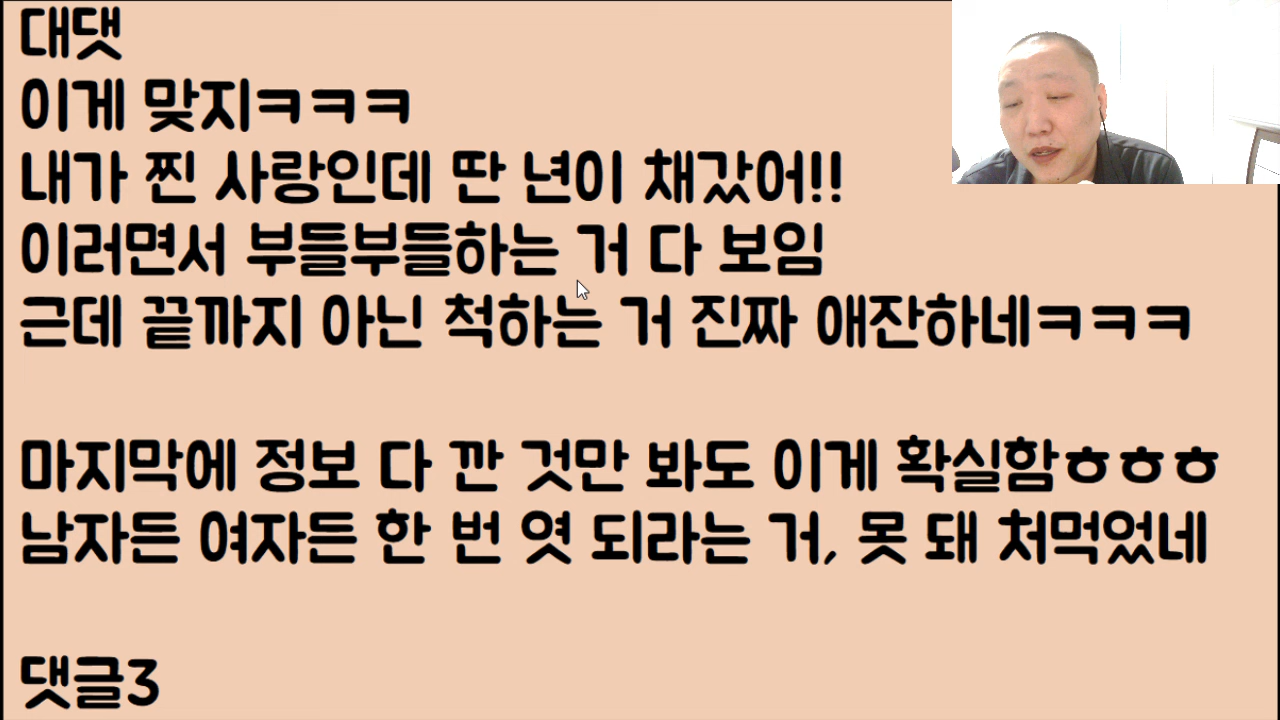 대댓
이게 맞지ㅋㅋㅋ
내가 찐 사랑인데 딴 년이 채갔어!!
이러면서 부들부들하는 거 다 보임
근데 끝까지 아닌 척하는 거 진짜 애잔하네ㅋㅋㅋ
마지막에 정보 다 깐 것만 봐도 이게 확실함ㅎㅎㅎ
남자든 여자든 한 번 엿 되라는 거, 못 돼 처먹었네
댓글3